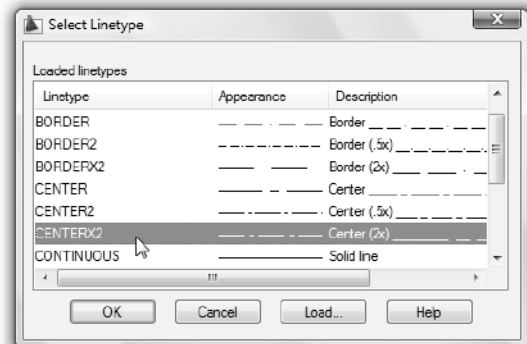 Select Linetype
Loaded linetypes
Linetype Appearance Description
BORDER Border
BORDER2 Border (.5x)
BORDERX2 Border (2x)
CENTER Center
CENTER2 Center (.5x)
CENTERX2 Center (2x)
CONTINUOUS Solid line
OK Cancel Load... Help